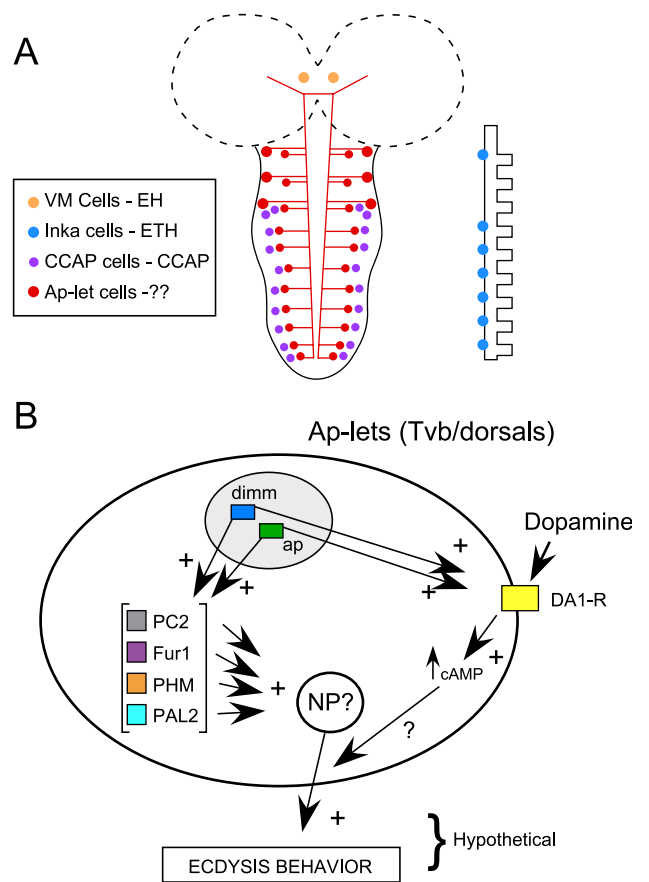 A
VM Cells - EH
Inka cells - ETH
CCAP cells - CCAP
Ap-let cells -??
B
Ap-lets (Tvb/dorsals)
dimm
ap
Dopamine
+
+
+
+
DA1-R
PC2
Fur1
PHM
PAL2
+
NP?
cAMP
+
?
+
ECDYSIS BEHAVIOR
} Hypothetical